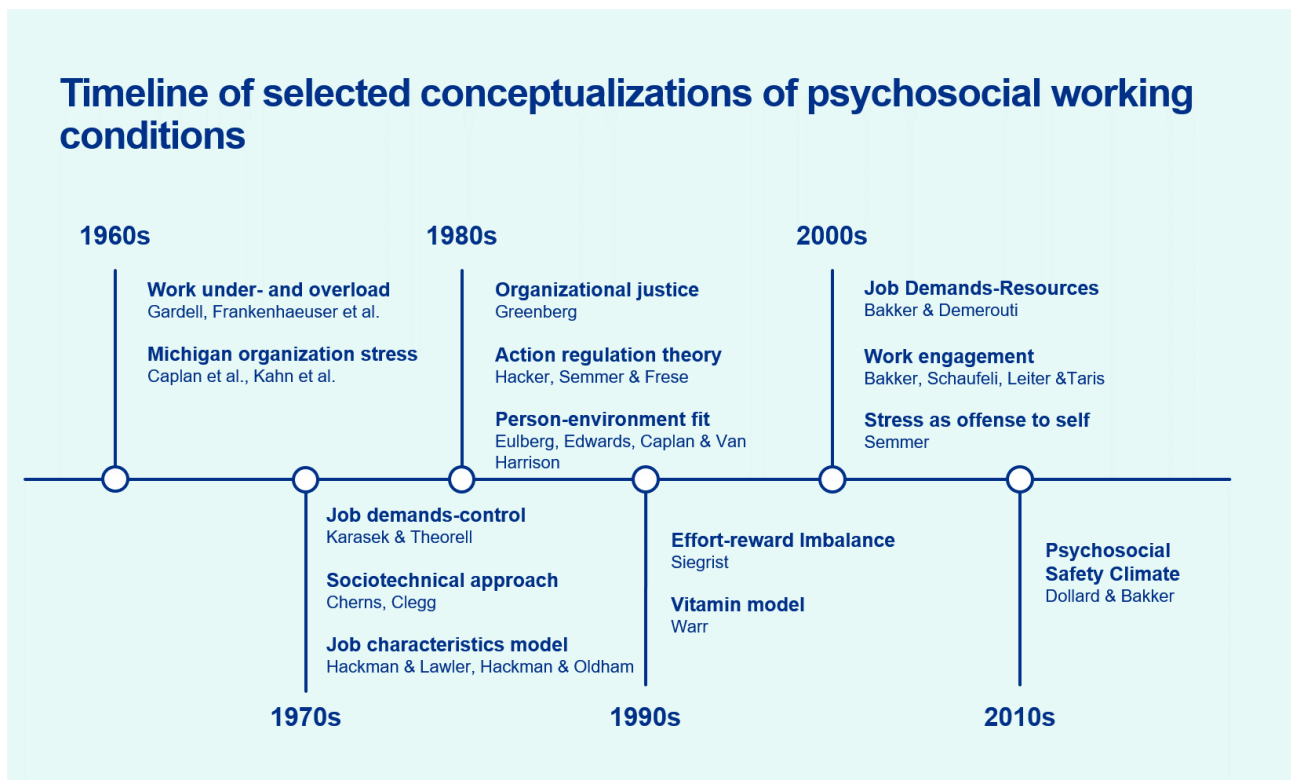 Timeline of selected conceptualizations of psychosocial working
conditions
1960s
Work under- and overload
Gardell, Frankenhaeuser et al.
Michigan organization stress
Caplan et al., Kahn et al.
1970s
Job demands-control
Karasek & Theorell
Sociotechnical approach
Cherns, Clegg
Job characteristics model
Hackman & Lawler, Hackman & Oldham
1980s
Organizational justice
Greenberg
Action regulation theory
Hacker, Semmer & Frese
Person-environment fit
Eulberg, Edwards, Caplan & Van
Harrison
1990s
Effort-reward Imbalance
Siegrist
Vitamin model
Warr
2000s
Job Demands-Resources
Bakker & Demerouti
Work engagement
Bakker, Schaufeli, Leiter &Taris
Stress as offense to self
Semmer
2010s
Psychosocial
Safety Climate
Dollard & Bakker